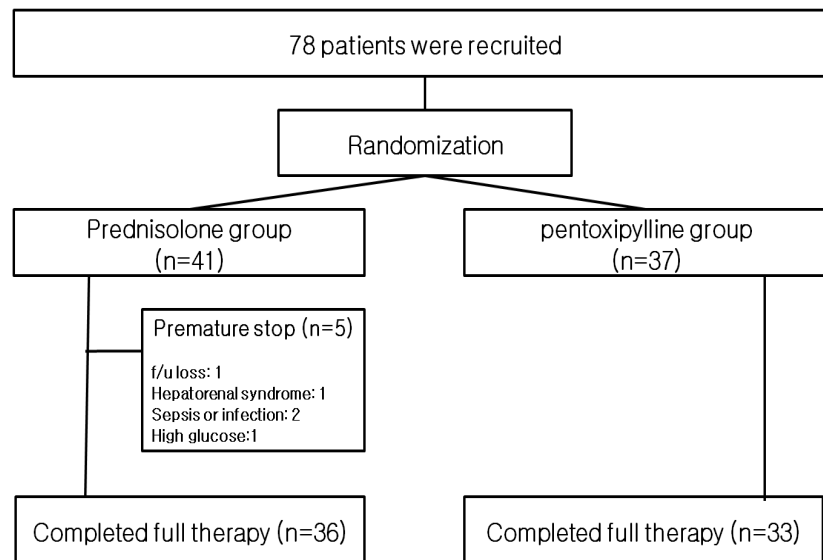 78 patients were recruited
Randomization
Prednisolone group
(n=41)
pentoxipylline group
(n=37)
Premature stop (n=5)
f/u loss: 1
Hepatorenal syndrome: 1
Sepsis or infection: 2
High glucose:1
Completed full therapy (n=36)
Completed full therapy (n=33)